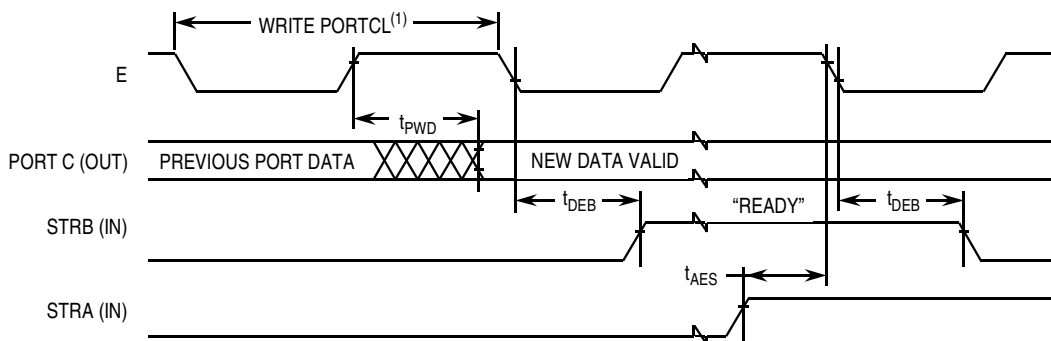 WRITE PORTCL(1)
E
tPWD
PORT C (OUT)
PREVIOUS PORT DATA
NEW DATA VALID
tDEB
“READY”
tDEB
STRB (IN)
tAES
STRA (IN)